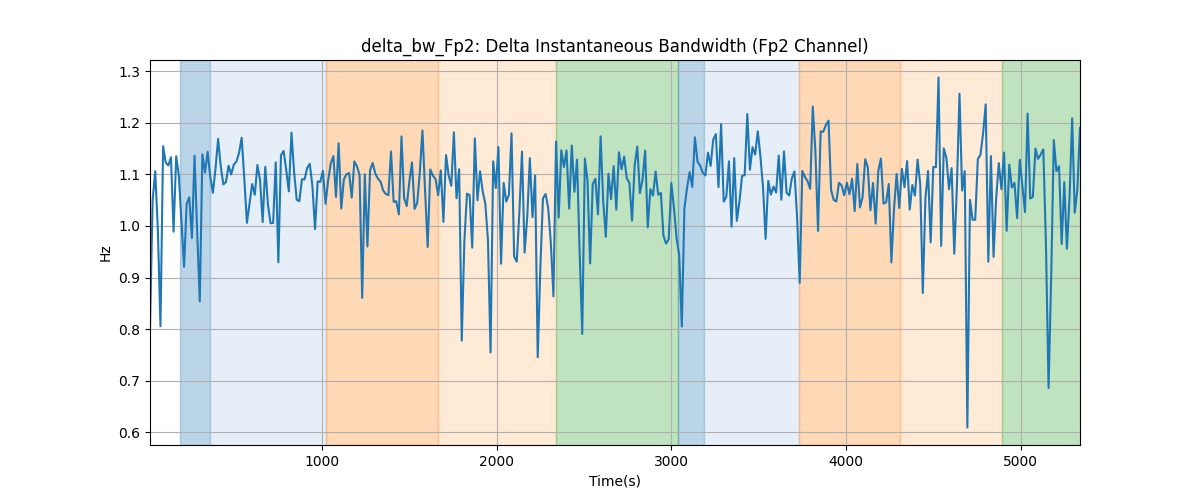 delta_bw_Fp2: Delta Instantaneous Bandwidth (Fp2 Channel)
1.3
1.2
1.1
1.0
0.9
0.8
0.7
0.6
Hz
1000 2000 3000 4000 5000
Time(s)